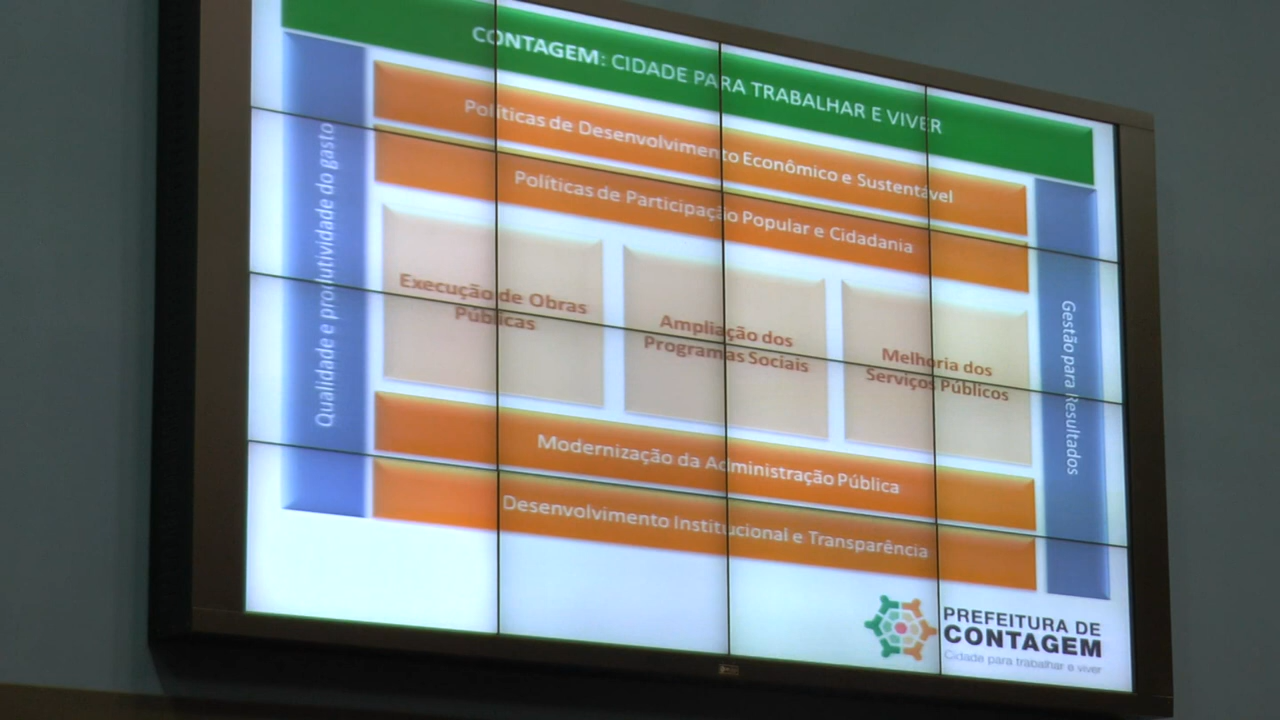 CONTAGEM: CIDADE PARA TRABALHAR E VIVER
Políticas de Desenvolvimento Econômico e Sustentável
Políticas de Participação Popular e Cidadania
Qualidade e produtividade do gasto
Execução de Obras
Públicas
Ampliação dos
Programas Sociais
Melhoria dos
Serviços Públicos
Gestão para Resultados
Modernização da Administração Pública
Desenvolvimento Institucional e Transparência
PREFEITURA DE
CONTAGEM
Cidade para trabalhar e viver